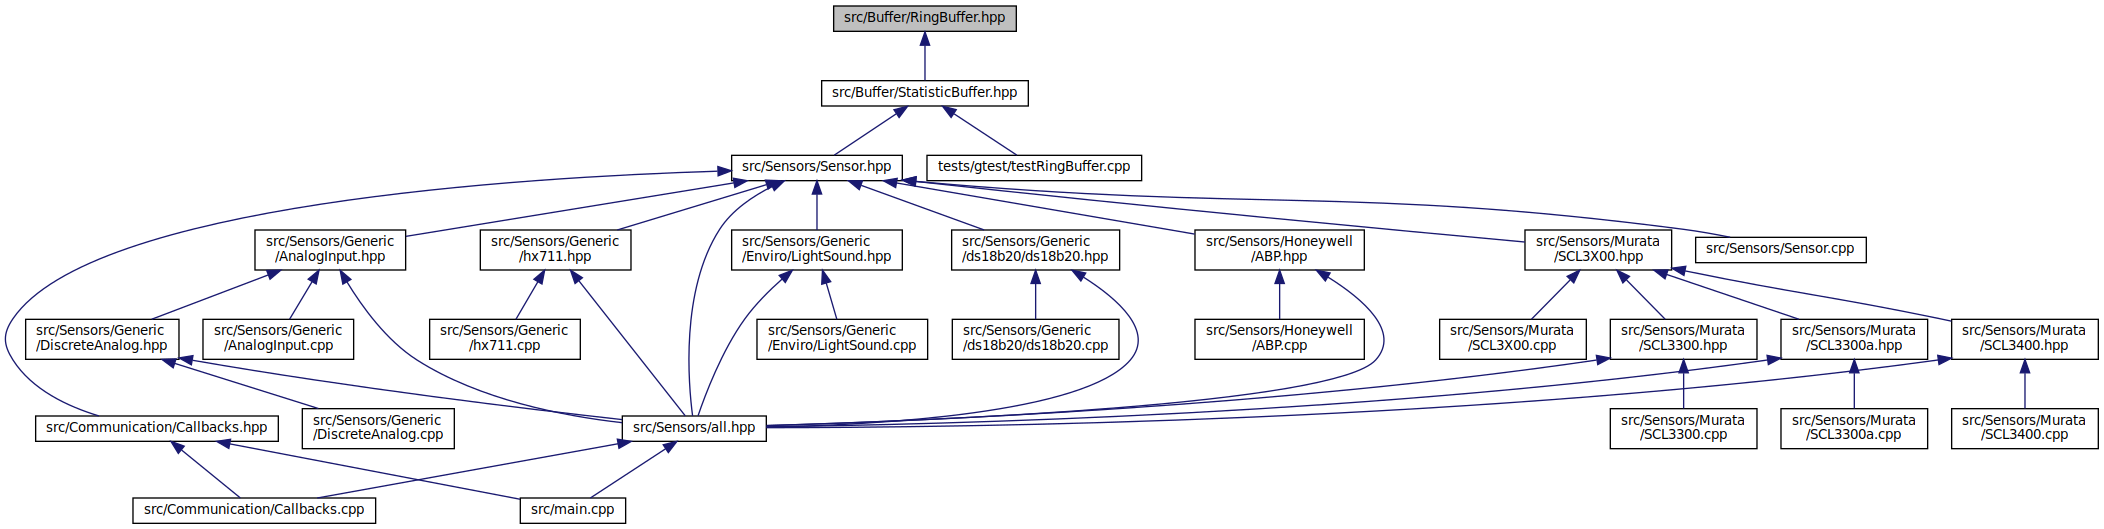 src/Buffer/RingBuffer.hpp
src/Buffer/StatisticBuffer.hpp
src/Sensors/Sensor.hpp
tests/gtest/testRingBuffer.cpp
src/Sensors/Generic
/AnalogInput.hpp
src/Sensors/Generic
/hx711.hpp
src/Sensors/Generic
/Enviro/LightSound.hpp
src/Sensors/Generic
/ds18b20/ds18b20.hpp
src/Sensors/Honeywell
/ABP.hpp
src/Sensors/Murata
/SCL3X00.hpp
src/Sensors/Sensor.cpp
src/Sensors/Generic
/DiscreteAnalog.hpp
src/Sensors/Generic
/AnalogInput.cpp
src/Sensors/Generic
/hx711.cpp
src/Sensors/Generic
/Enviro/LightSound.cpp
src/Sensors/Generic
/ds18b20/ds18b20.cpp
src/Sensors/Honeywell
/ABP.cpp
src/Sensors/Murata
/SCL3X00.cpp
src/Sensors/Murata
/SCL3300.hpp
src/Sensors/Murata
/SCL3300a.hpp
src/Sensors/Murata
/SCL3400.hpp
src/Communication/Callbacks.hpp
src/Sensors/Generic
/DiscreteAnalog.cpp
src/Sensors/all.hpp
src/Sensors/Murata
/SCL3300.cpp
src/Sensors/Murata
/SCL3300a.cpp
src/Sensors/Murata
/SCL3400.cpp
src/Communication/Callbacks.cpp
src/main.cpp